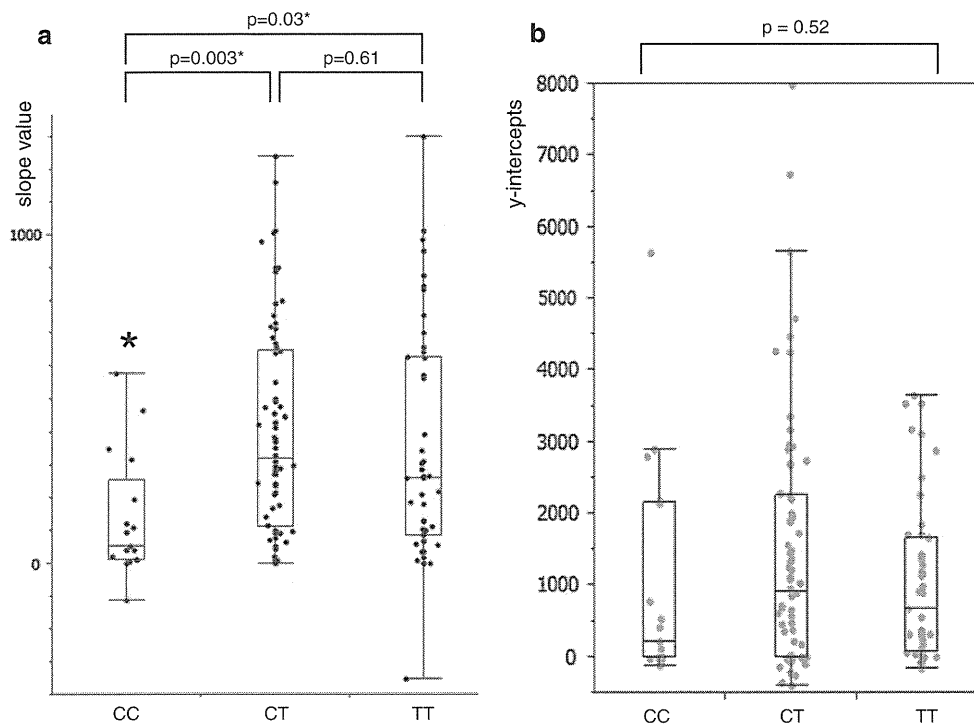 a
p=0.03*
p=0.003*
p=0.61
slope value
1000
*
0
CC
CT
TT
b
p = 0.52
y-intercepts
8000
7000
6000
5000
4000
3000
2000
1000
0
CC
CT
TT